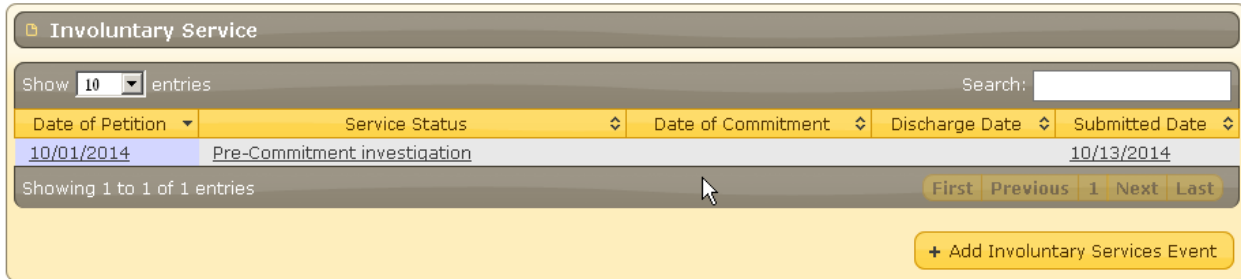 Involuntary Service
Show 10 entries Search:
Date of Petition Service Status Date of Commitment Discharge Date Submitted Date
10/01/2014 Pre-Commitment investigation 10/13/2014
Showing 1 to 1 of 1 entries First Previous 1 Next Last
+ Add Involuntary Services Event